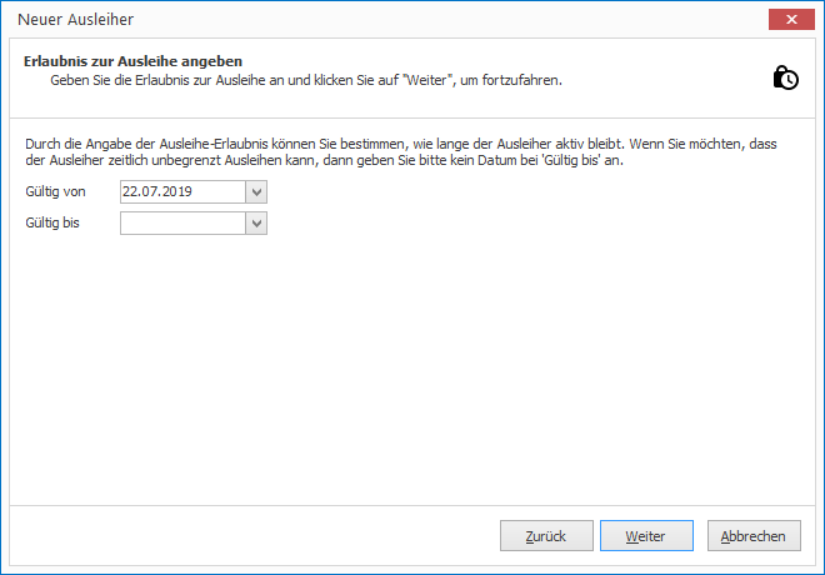 Neuer Ausleiher
Erlaubnis zur Ausleihe angeben
Geben Sie die Erlaubnis zur Ausleihe an und klicken Sie auf "Weiter", um fortzufahren.
Durch die Angabe der Ausleihe-Erlaubnis können Sie bestimmen, wie lange der Ausleiher aktiv bleibt. Wenn Sie möchten, dass
der Ausleiher zeitlich unbegrenzt Ausleihen kann, dann geben Sie bitte kein Datum bei 'Gültig bis' an.
Gültig von 22.07.2019
Gültig bis
Zurück Weiter Abbrechen